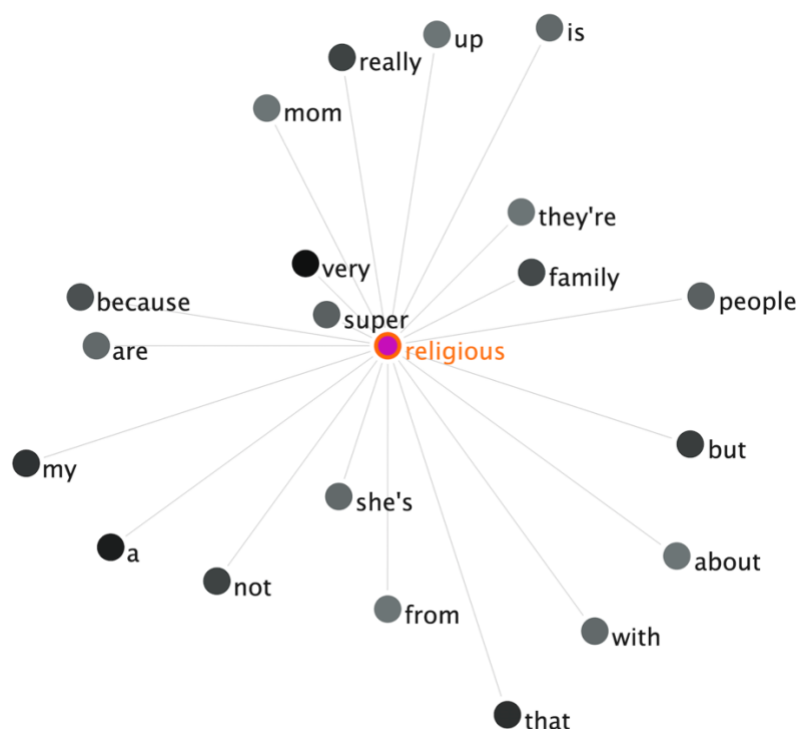 is
up
really
mom
they're
very
family
because
people
super
are
religious
but
my
she's
a
about
not
from
with
that